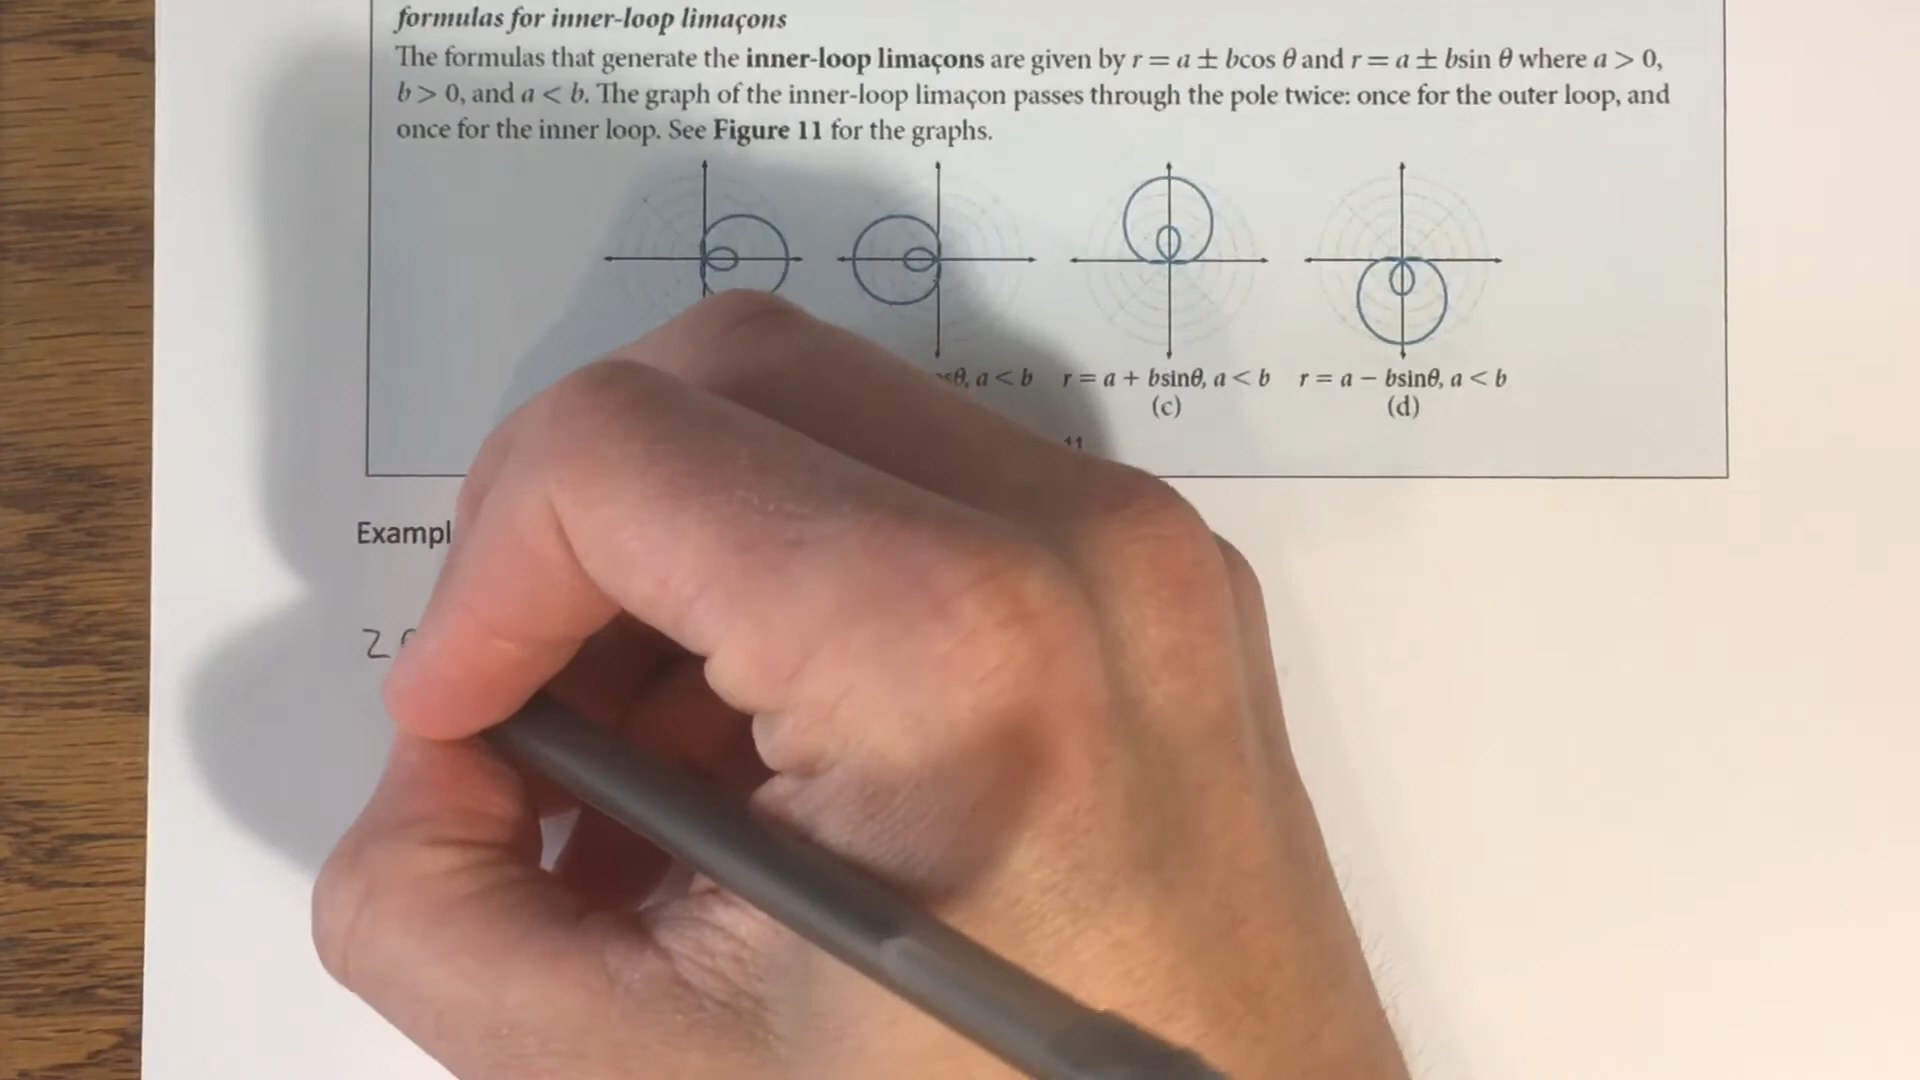 formulas for inner-loop limaçons
The formulas that generate the inner-loop limaçons are given by r = a ± bcos θ and r = a ± bsin θ where a > 0,
b > 0, and a < b. The graph of the inner-loop limaçon passes through the pole twice: once for the outer loop, and
once for the inner loop. See Figure 11 for the graphs.
θ, a < b r = a + bsinθ, a < b r = a − bsinθ, a < b
(c) (d)
11
Exampl
2